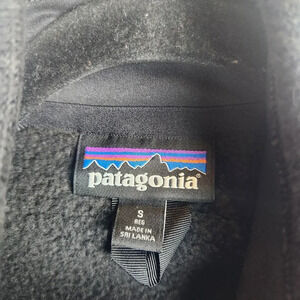 patagonia
S
REG
MADE IN
SRI LANKA